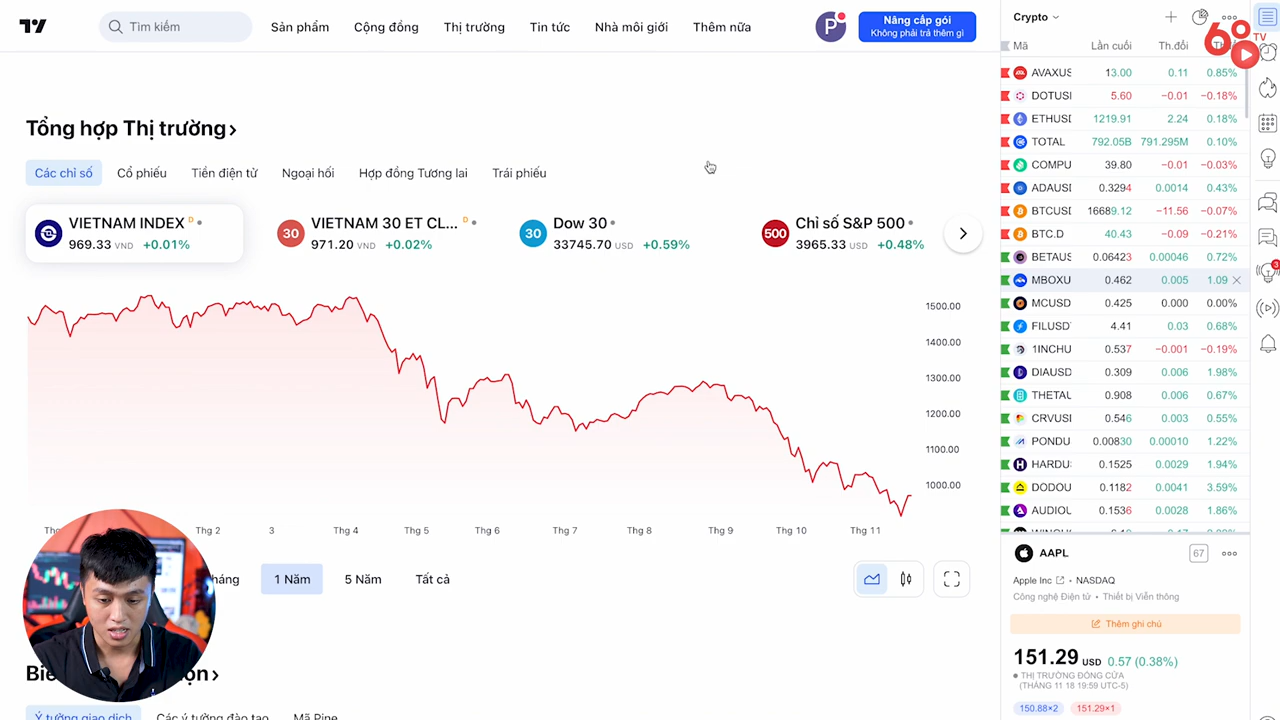 Tìm kiếm
Sản phẩm
Cộng đồng
Thị trường
Tin tức
Nhà môi giới
Thêm nữa
P
Nâng cấp gói
Không phải trả thêm gì
Tổng hợp Thị trường
Các chỉ số
Cổ phiếu
Tiền điện tử
Ngoại hối
Hợp đồng Tương lai
Trái phiếu
VIETNAM INDEX D
969.33 VND +0.01%
30
VIETNAM 30 ET CL... D
971.20 VND +0.02%
30
Dow 30
33745.70 USD +0.59%
500
Chỉ số S&P 500
3965.33 USD +0.48%
1500.00
1400.00
1300.00
1200.00
1100.00
1000.00
Thg 2
3
Thg 4
Thg 5
Thg 6
Thg 7
Thg 8
Thg 9
Thg 10
Thg 11
1 Năm
5 Năm
Tất cả
Ý tưởng giao dịch
Các ý tưởng đào tạo
Mã Pine
Crypto
Mã Lần cuối Th.đổi
AVAXUS 13.00 0.11 0.85%
DOTUSI 5.60 −0.01 −0.18%
ETHUSI 1219.91 2.24 0.18%
TOTAL 792.05B 791.295M 0.10%
COMPU 39.80 −0.01 −0.03%
ADAUSI 0.3294 0.0014 0.43%
BTCUSI 16689.12 −11.56 −0.07%
BTC.D 40.43 −0.09 −0.21%
BETAUS 0.06423 0.00046 0.72%
MBOXU 0.462 0.005 1.09
MCUSD 0.425 0.000 0.00%
FILUSD 4.41 0.03 0.68%
1INCHU 0.537 −0.001 −0.19%
DIAUSD 0.309 0.006 1.98%
THETAU 0.908 0.006 0.67%
CRVUSI 0.546 0.003 0.55%
PONDU 0.00830 0.00010 1.22%
HARDU 0.1525 0.0029 1.94%
DODOU 0.1182 0.0041 3.59%
AUDIOU 0.1536 0.0028 1.86%
AAPL
67
Apple Inc • NASDAQ
Công nghệ Điện tử • Thiết bị Viễn thông
Thêm ghi chú
151.29 USD 0.57 (0.38%)
THỊ TRƯỜNG ĐÓNG CỬA
(THÁNG 11 18 19:59 UTC-5)
150.88×2
151.29×1
TV
3